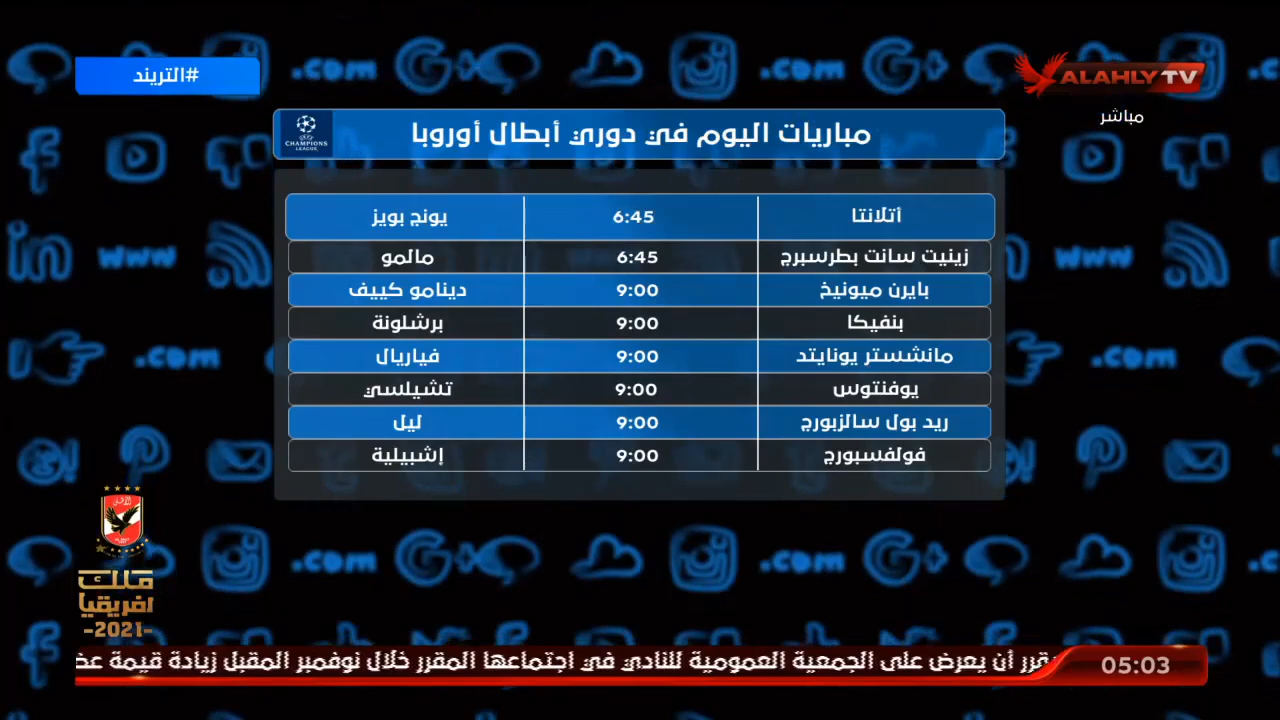 #التريند
ALAHLY TV
مباشر
مباريات اليوم في دوري أبطال أوروبا
UEFA
CHAMPIONS
LEAGUE
أتلانتا 6:45 يونج بويز
زينيت سانت بطرسبرج 6:45 مالمو
بايرن ميونيخ 9:00 دينامو كييف
بنفيكا 9:00 برشلونة
مانشستر يونايتد 9:00 فياريال
يوفنتوس 9:00 تشيلسي
ريد بول سالزبورج 9:00 ليل
فولفسبورج 9:00 إشبيلية
ملك
افريقيا
-2021-
05:03
مقرر أن يعرض على الجمعية العمومية للنادي في اجتماعها المقرر خلال نوفمبر المقبل زيادة قيمة عض